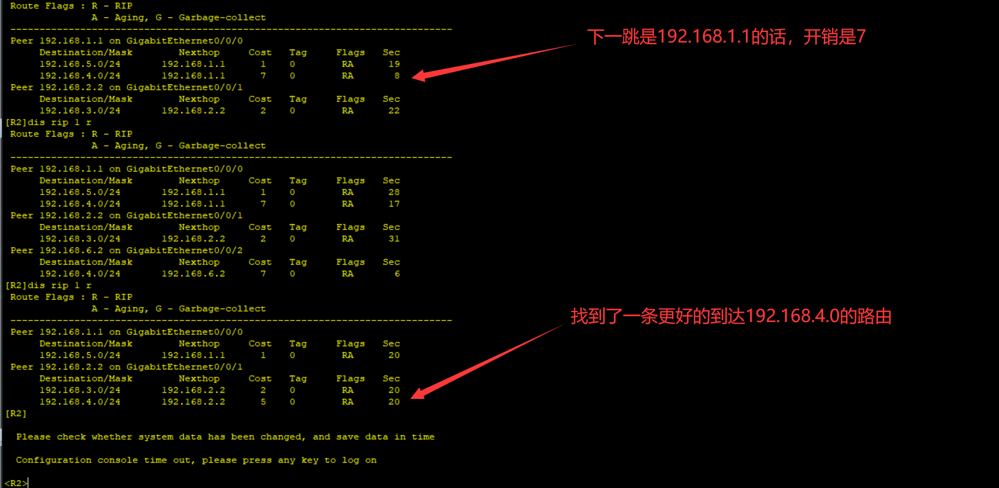 Route Flags : R - RIP
A - Aging, G - Garbage-collect
----------------------------------------------------------------------------
Peer 192.168.1.1 on GigabitEthernet0/0/0
下一跳是192.168.1.1的话，开销是7
Destination/Mask Nexthop Cost Tag Flags Sec
192.168.5.0/24 192.168.1.1 1 0 RA 19
192.168.4.0/24 192.168.1.1 7 0 RA 8
Peer 192.168.2.2 on GigabitEthernet0/0/1
Destination/Mask Nexthop Cost Tag Flags Sec
192.168.3.0/24 192.168.2.2 2 0 RA 22
[R2]dis rip 1 r
Route Flags : R - RIP
A - Aging, G - Garbage-collect
----------------------------------------------------------------------------
Peer 192.168.1.1 on GigabitEthernet0/0/0
Destination/Mask Nexthop Cost Tag Flags Sec
192.168.5.0/24 192.168.1.1 1 0 RA 28
192.168.4.0/24 192.168.1.1 7 0 RA 17
Peer 192.168.2.2 on GigabitEthernet0/0/1
Destination/Mask Nexthop Cost Tag Flags Sec
192.168.3.0/24 192.168.2.2 2 0 RA 31
Peer 192.168.6.2 on GigabitEthernet0/0/2
Destination/Mask Nexthop Cost Tag Flags Sec
192.168.4.0/24 192.168.6.2 7 0 RA 6
[R2]dis rip 1 r
Route Flags : R - RIP
A - Aging, G - Garbage-collect
找到了一条更好的到达192.168.4.0的路由
----------------------------------------------------------------------------
Peer 192.168.1.1 on GigabitEthernet0/0/0
Destination/Mask Nexthop Cost Tag Flags Sec
192.168.5.0/24 192.168.1.1 1 0 RA 20
Peer 192.168.2.2 on GigabitEthernet0/0/1
Destination/Mask Nexthop Cost Tag Flags Sec
192.168.3.0/24 192.168.2.2 2 0 RA 20
192.168.4.0/24 192.168.2.2 5 0 RA 20
[R2]
Please check whether system data has been changed, and save data in time
Configuration console time out, please press any key to log on
<R2>